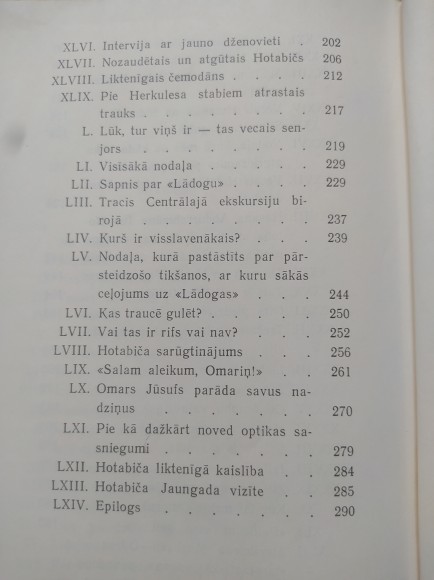 XLVI. Intervija ar jauno dženovieti . 202
XLVII. Nozaudētais un atgūtais Hotabičs 206
XLVIII. Liktenīgais čemodāns . . . . 212
XLIX. Pie Herkulesa stabiem atrastais
trauks . . . . . . . 217
L. Lūk, tur viņš ir — tas vecais sen-
jors . . . . . . . . 219
LI. Visīsākā nodaļa . . . . . 229
LII. Sapnis par «Lādogu» . . . . 229
LIII. Tracis Centrālajā ekskursiju bi-
rojā . . . . . . . . 237
LIV. Kurš ir visslavenākais? . . . 239
LV. Nodaļa, kurā pastāstīts par pār-
steidzošo tikšanos, ar kuru sākās
ceļojums uz «Lādogas» . . . 244
LVI. Kas traucē gulēt? . . . . . 250
LVII. Vai tas ir rifs vai nav? . . . 252
LVIII. Hotabiča sarūgtinājums . . . 256
LIX. «Salam aleikum, Omariņ!» . . 261
LX. Omars Jūsufs parāda savus na-
dziņus . . . . . . . 270
LXI. Pie kā dažkārt noved optikas sa-
sniegumi . . . . . . 279
LXII. Hotabiča liktenīgā kaislība . . 284
LXIII. Hotabiča Jaungada vizīte . . 285
LXIV. Epilogs . . . . . . . 290